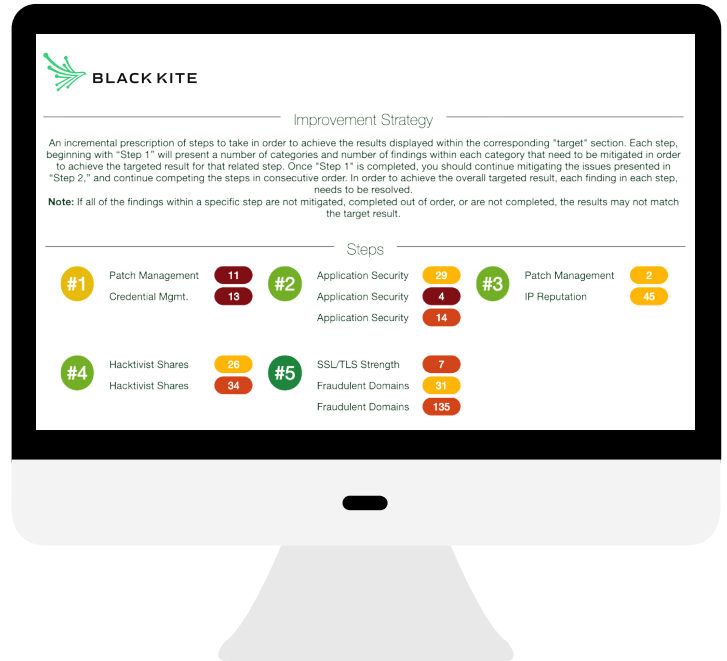 BLACK KITE
Improvement Strategy
An incremental prescription of steps to take in order to achieve the results displayed within the corresponding "target" section. Each step,
beginning with “Step 1” will present a number of categories and number of findings within each category that need to be mitigated in order
to achieve the targeted result for that related step. Once "Step 1" is completed, you should continue mitigating the issues presented in
“Step 2,” and continue competing the steps in consecutive order. In order to achieve the overall targeted result, each finding in each step,
needs to be resolved.
Note: If all of the findings within a specific step are not mitigated, completed out of order, or are not completed, the results may not match
the target result.
Steps
#1
Patch Management 11
Credential Mgmt. 13
#2
Application Security 29
Application Security 4
Application Security 14
#3
Patch Management 2
IP Reputation 45
#4
Hacktivist Shares 26
Hacktivist Shares 34
#5
SSL/TLS Strength 7
Fraudulent Domains 31
Fraudulent Domains 135